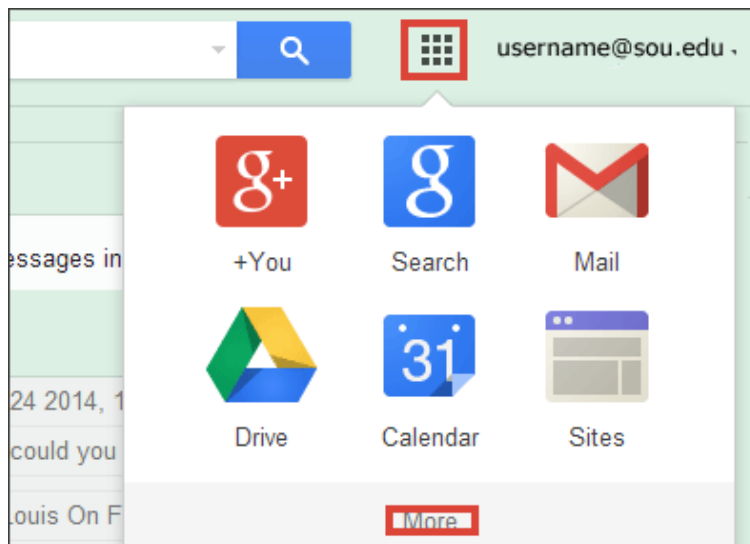 username@sou.edu
g+
g
+You Search Mail
essages in
31
Drive Calendar Sites
24 2014, 1
could you
Louis On F
More